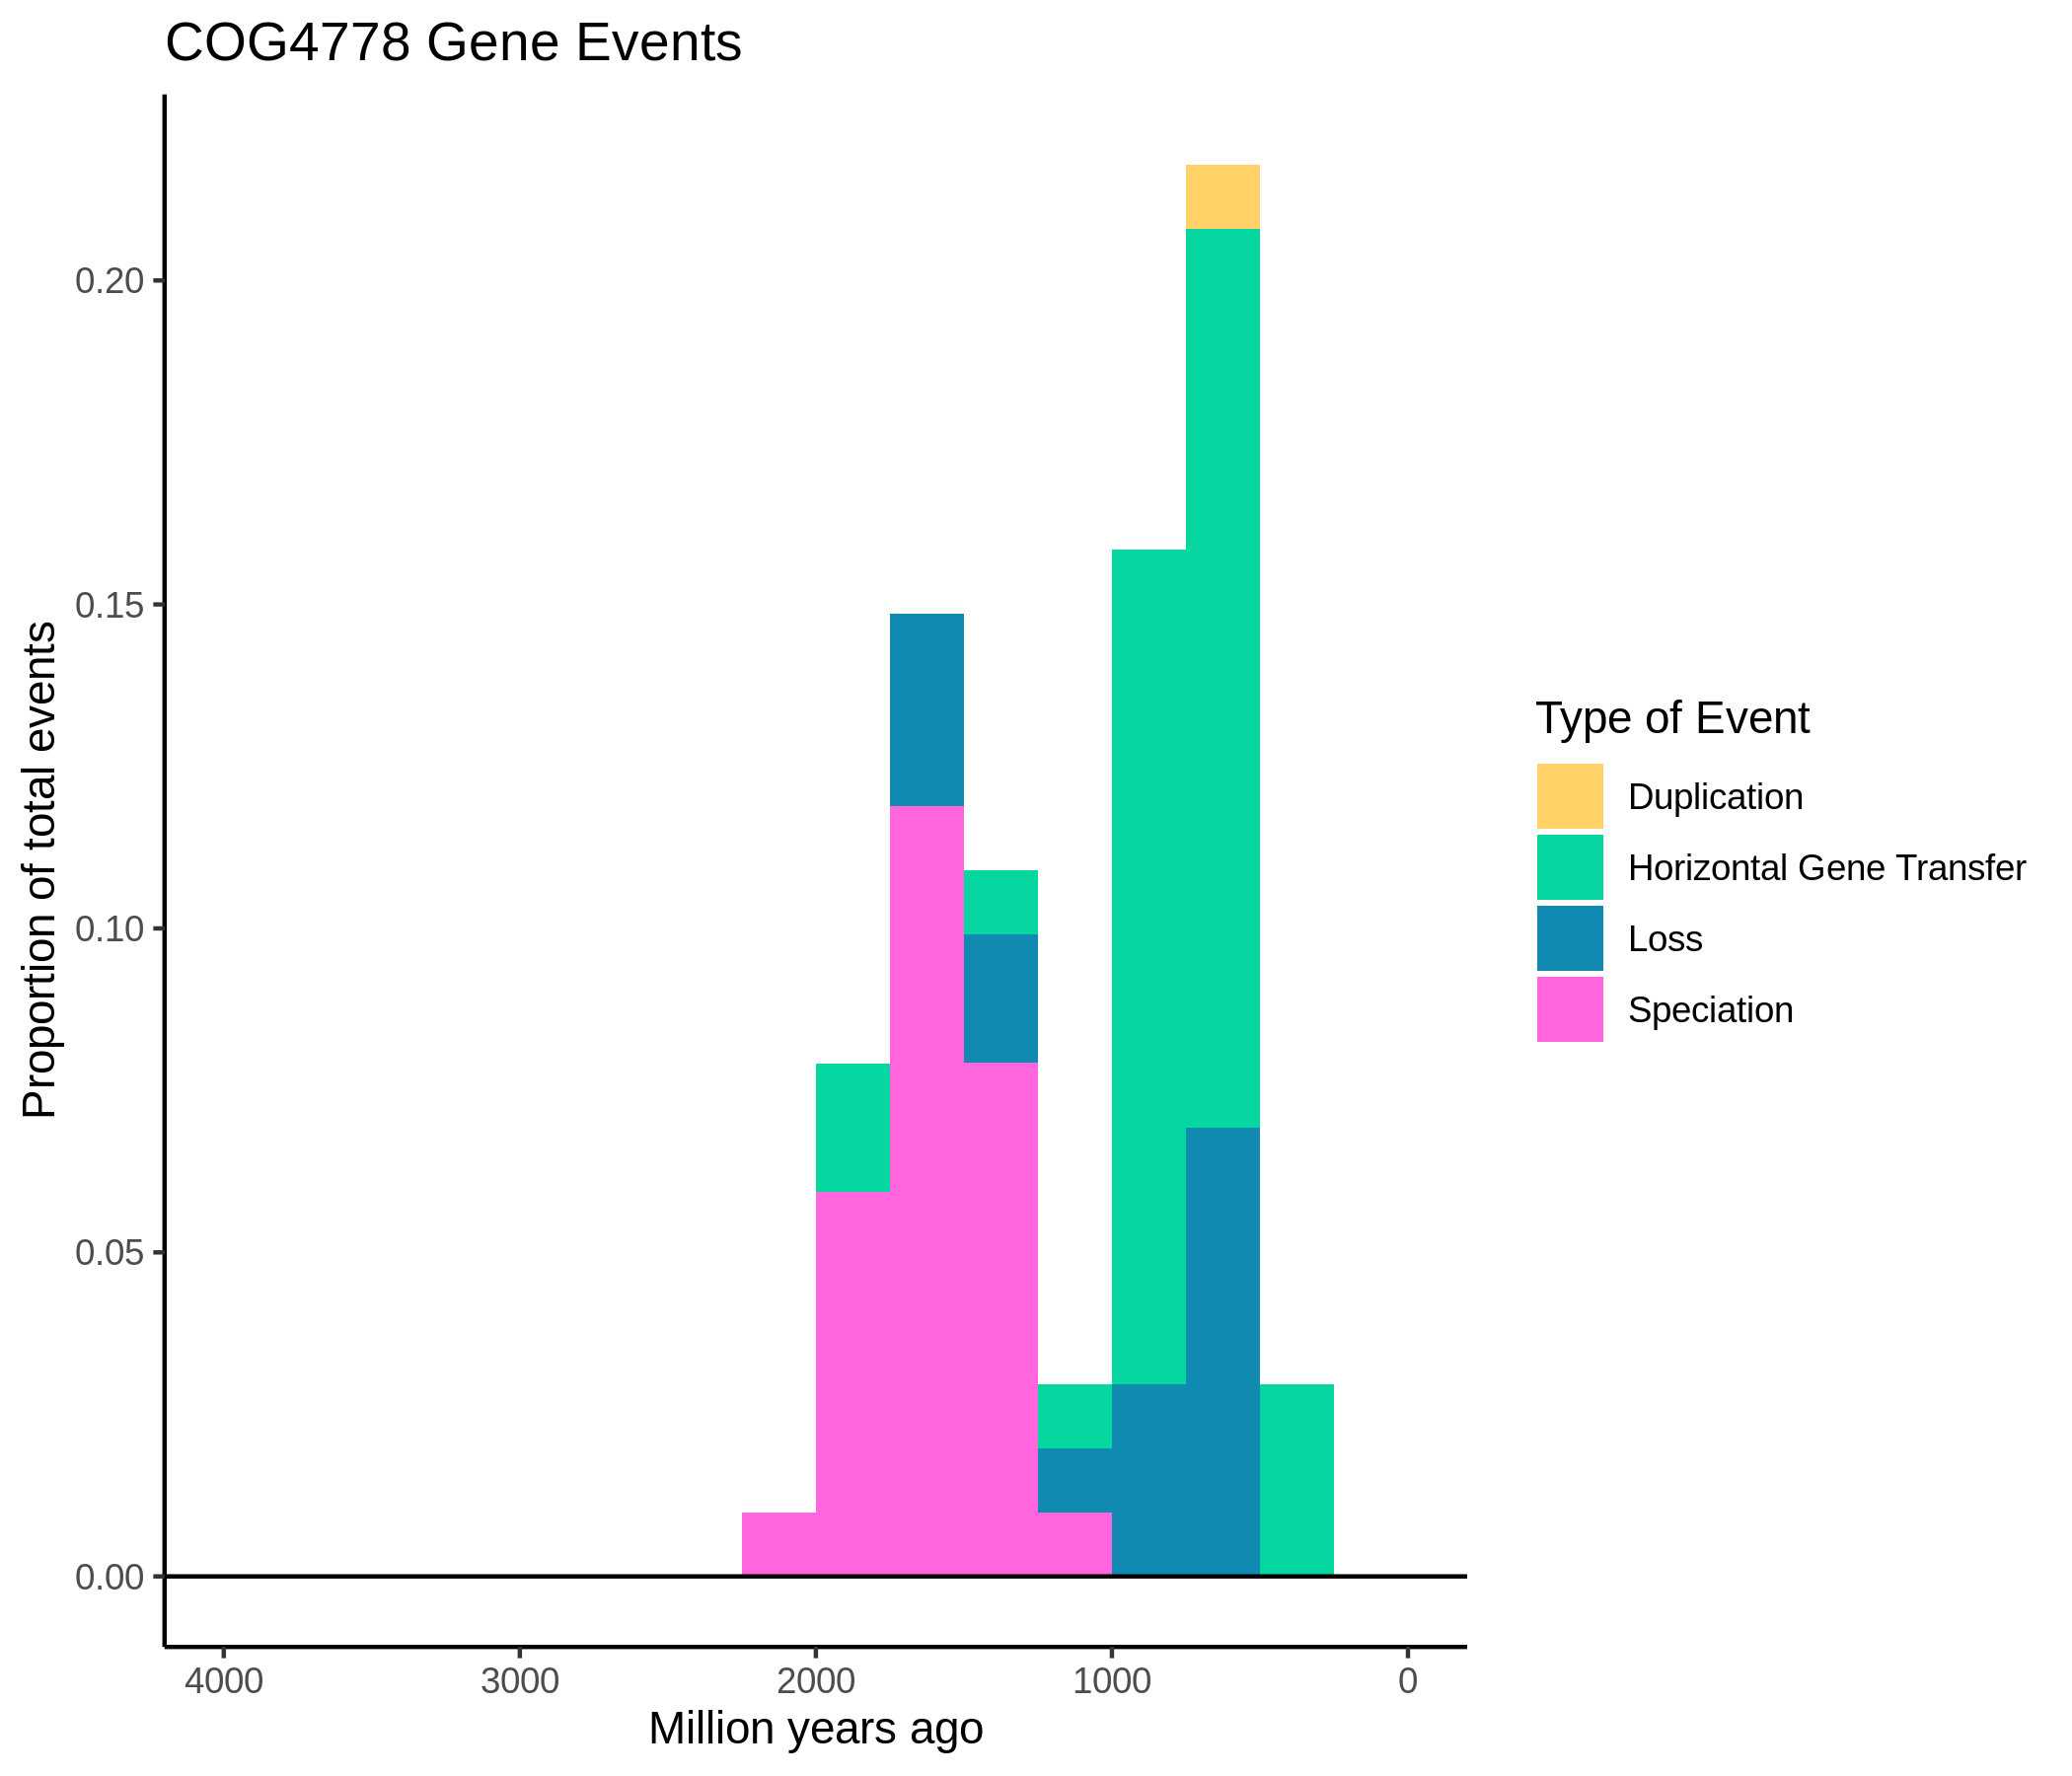 COG4778 Gene Events
Proportion of total events
0.20
0.15
0.10
0.05
0.00
4000 3000 2000 1000 0
Million years ago
Type of Event
Duplication
Horizontal Gene Transfer
Loss
Speciation